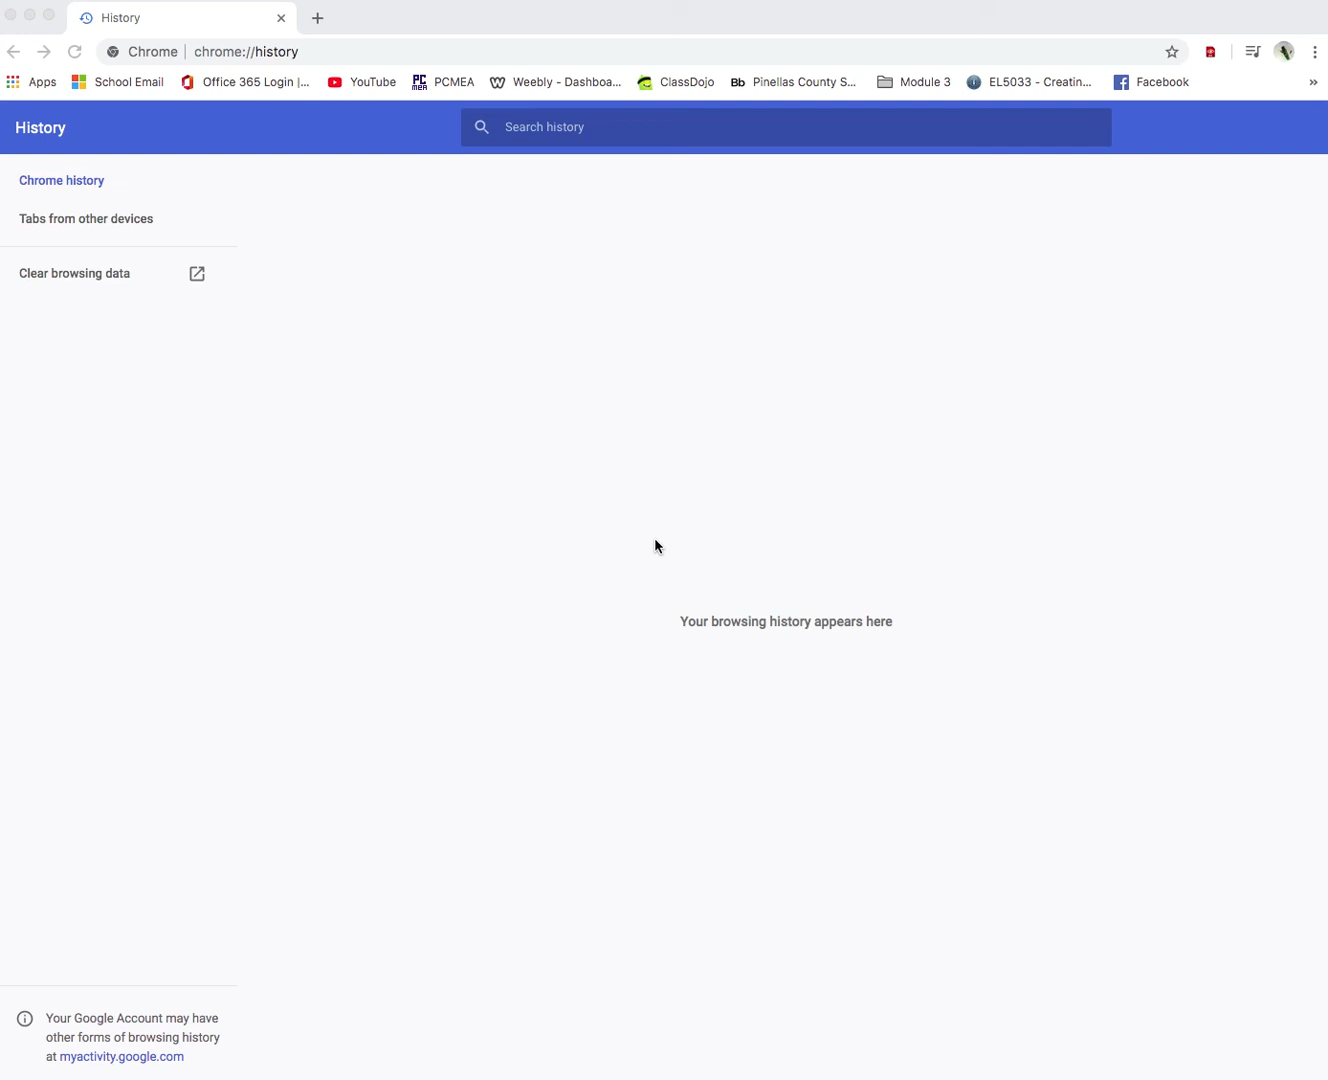 History
Chrome chrome://history
Apps School Email Office 365 Login |... YouTube PCMEA Weebly - Dashboa... ClassDojo Bb Pinellas County S... Module 3 EL5033 - Creatin... Facebook »
History Search history
Chrome history
Tabs from other devices
Clear browsing data
Your browsing history appears here
Your Google Account may have
other forms of browsing history
at myactivity.google.com